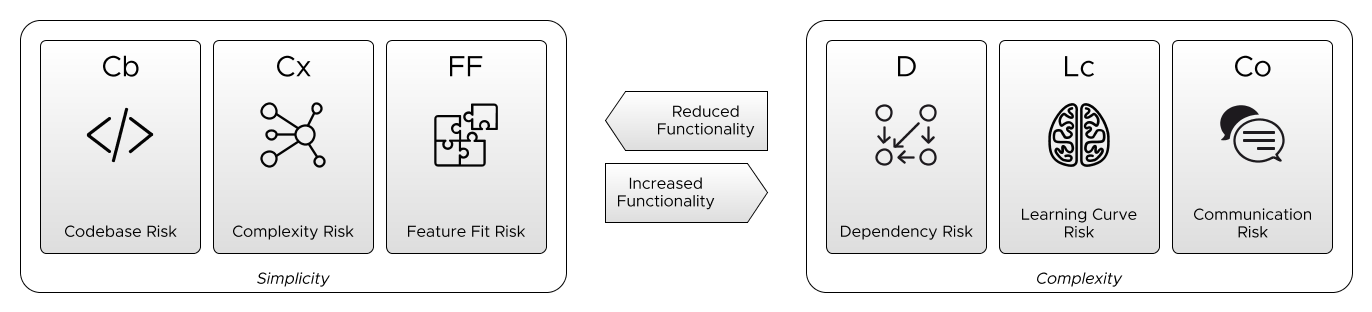 Cb
Codebase Risk
Cx
Complexity Risk
FF
Feature Fit Risk
Simplicity
Reduced
Functionality
Increased
Functionality
D
Dependency Risk
Lc
Learning Curve
Risk
Co
Communication
Risk
Complexity